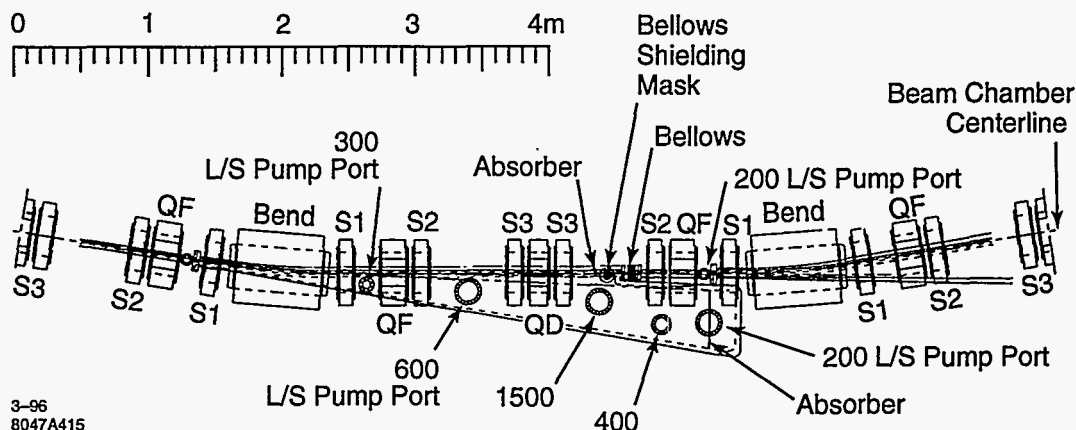 0 1 2 3 4m
Bellows
Shielding
Mask
Beam Chamber
Centerline
300
L/S Pump Port
Absorber
Bellows
200 L/S Pump Port
QF
Bend
S1
S2
S3
S3
S2
QF
S1
Bend
QF
S3
S2
S1
QF
QD
S1
S2
S3
600
L/S Pump Port
1500
400
200 L/S Pump Port
Absorber
3–96
8047A415